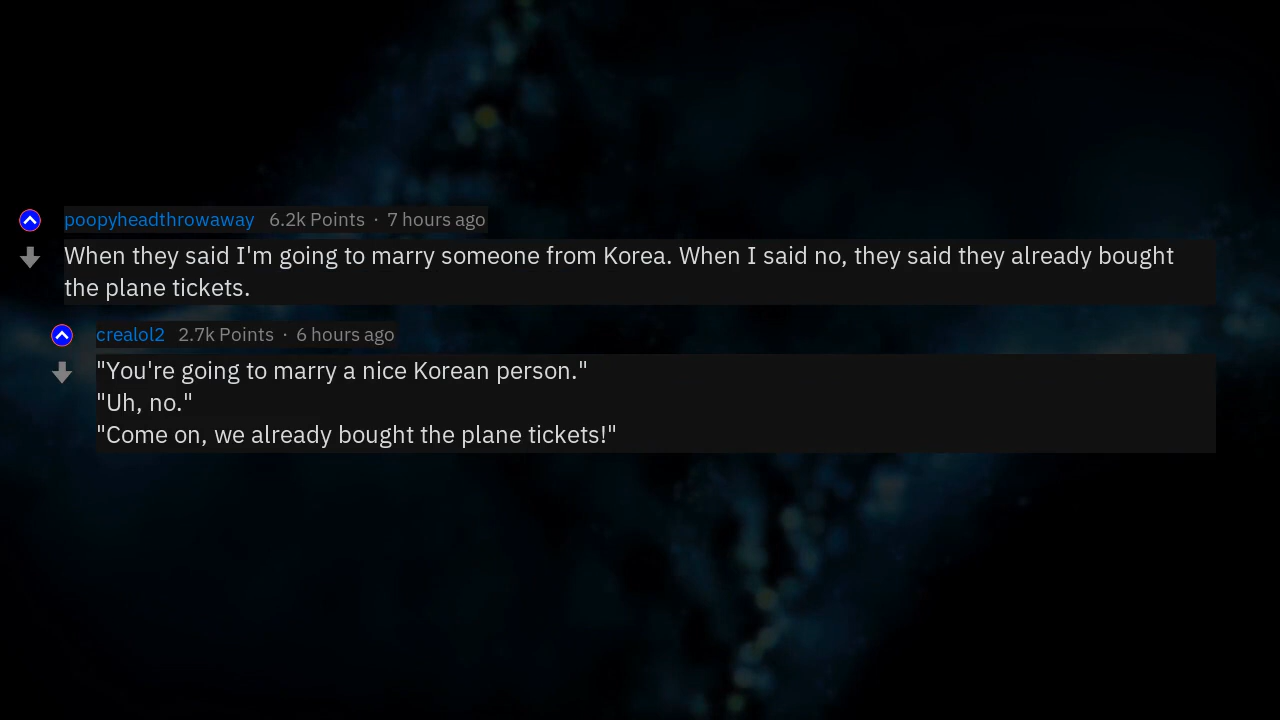 poopyheadthrowaway 6.2k Points · 7 hours ago
When they said I'm going to marry someone from Korea. When I said no, they said they already bought
the plane tickets.
crealol2 2.7k Points · 6 hours ago
"You're going to marry a nice Korean person."
"Uh, no."
"Come on, we already bought the plane tickets!"